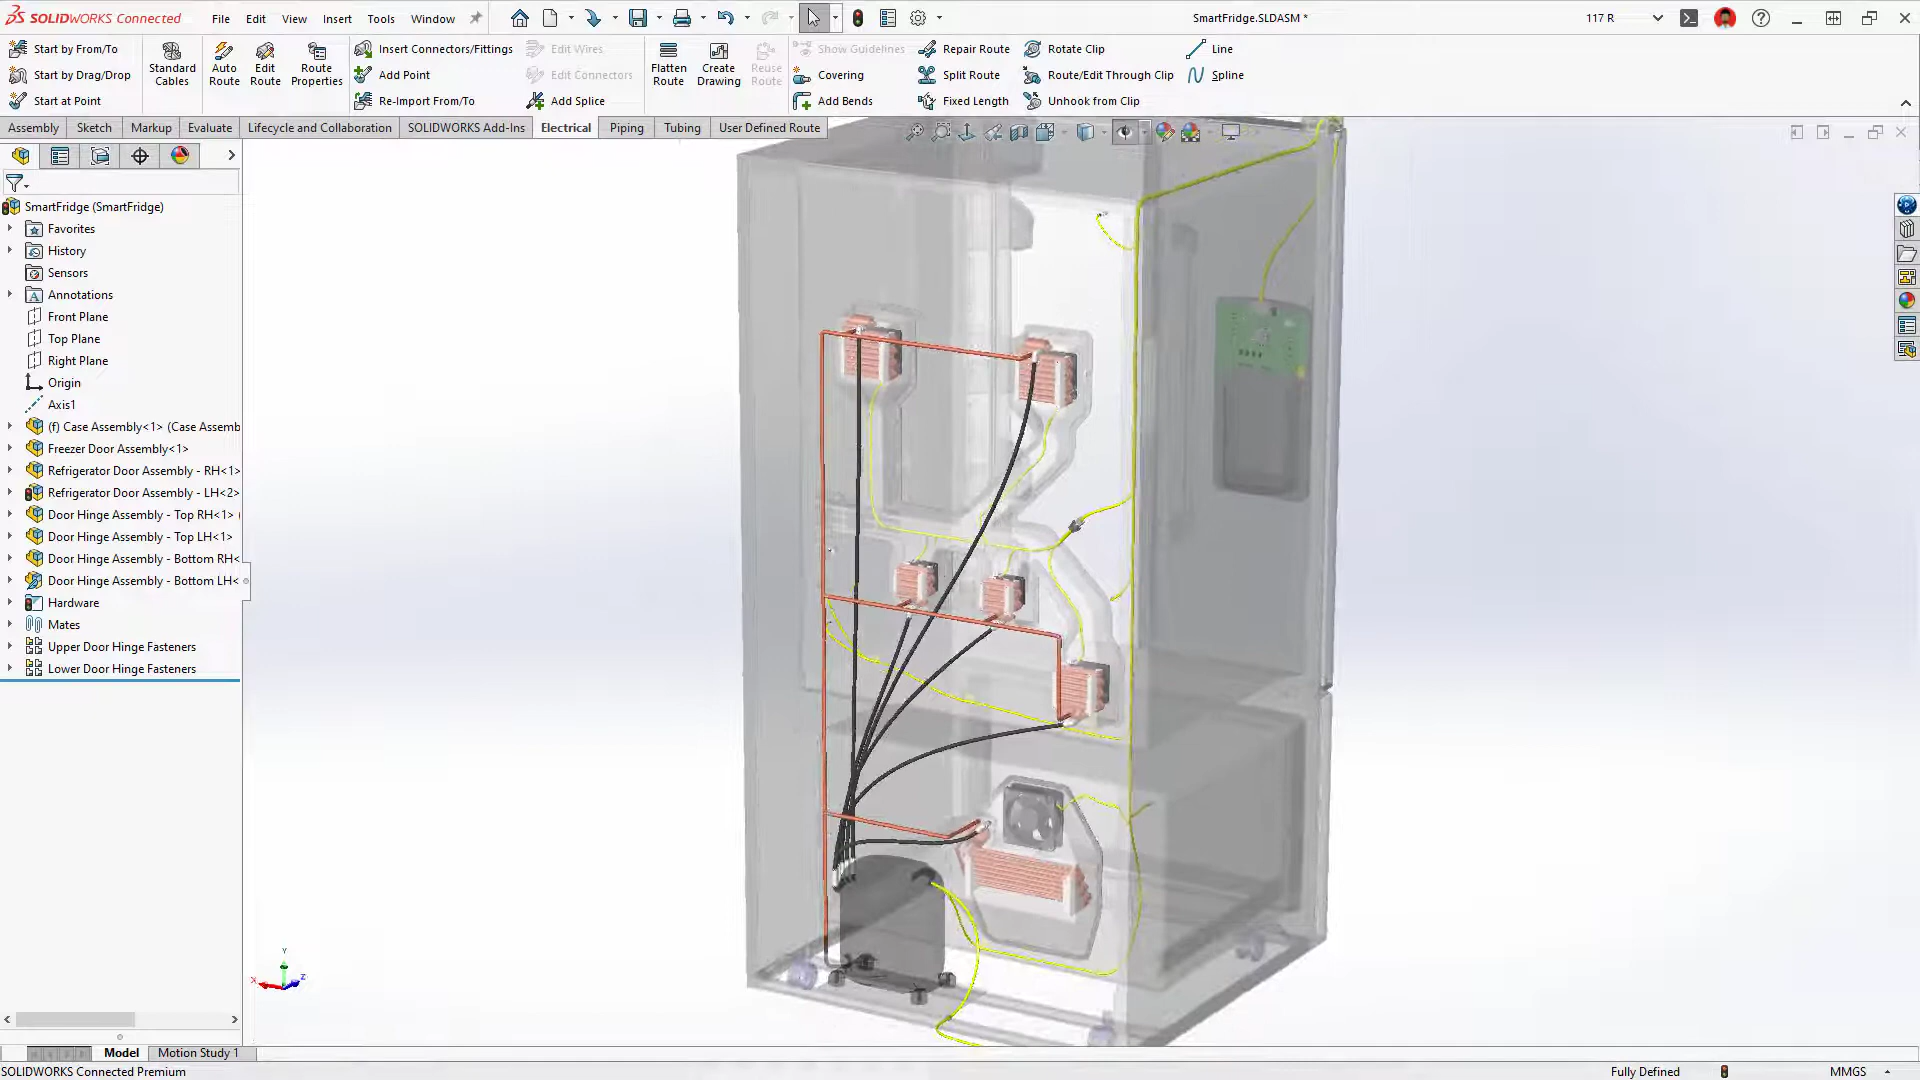 SOLIDWORKS Connected
File Edit View Insert Tools Window
SmartFridge.SLDASM *
117 R
Start by From/To
Start by Drag/Drop
Start at Point
Standard Cables
Auto Route
Edit Route
Route Properties
Insert Connectors/Fittings
Add Point
Re-Import From/To
Edit Wires
Edit Connectors
Add Splice
Flatten Route
Create Drawing
Reuse Route
Show Guidelines
Covering
Add Bends
Repair Route
Split Route
Fixed Length
Rotate Clip
Route/Edit Through Clip
Unhook from Clip
Line
Spline
Assembly Sketch Markup Evaluate Lifecycle and Collaboration SOLIDWORKS Add-Ins Electrical Piping Tubing User Defined Route
SmartFridge (SmartFridge)
Favorites
History
Sensors
Annotations
Front Plane
Top Plane
Right Plane
Origin
Axis1
(f) Case Assembly<1> (Case Assemb
Freezer Door Assembly<1>
Refrigerator Door Assembly - RH<1>
Refrigerator Door Assembly - LH<2>
Door Hinge Assembly - Top RH<1> (
Door Hinge Assembly - Top LH<1>
Door Hinge Assembly - Bottom RH<
Door Hinge Assembly - Bottom LH<
Hardware
Mates
Upper Door Hinge Fasteners
Lower Door Hinge Fasteners
Y
X
Z
Model Motion Study 1
SOLIDWORKS Connected Premium
Fully Defined
MMGS